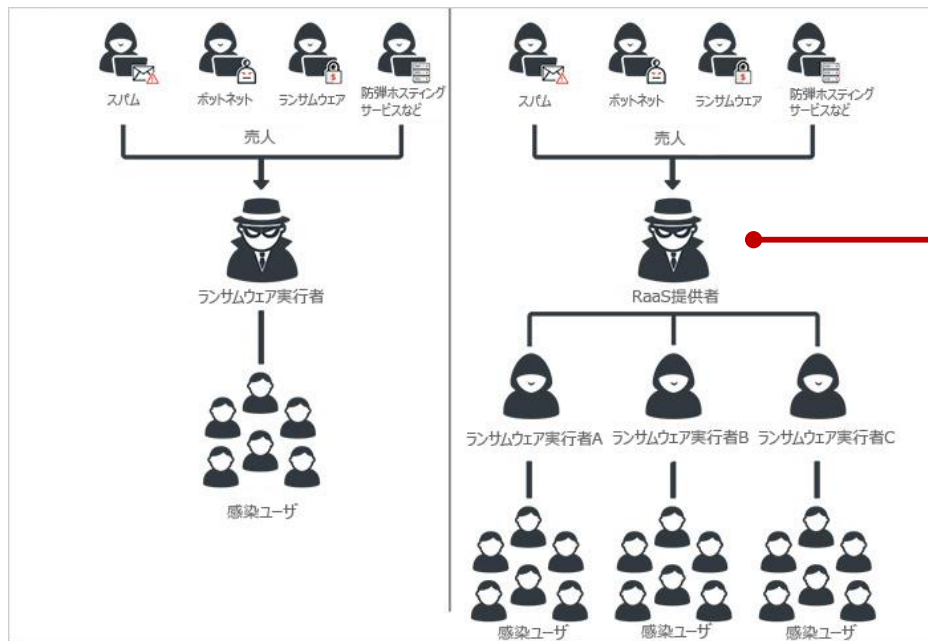 スパム
ボットネット
ランサムウェア
防弾ホスティング
サービスなど
売人
ランサムウェア実行者
感染ユーザ
スパム
ボットネット
ランサムウェア
防弾ホスティング
サービスなど
売人
RaaS提供者
ランサムウェア実行者A
ランサムウェア実行者B
ランサムウェア実行者C
感染ユーザ
感染ユーザ
感染ユーザ